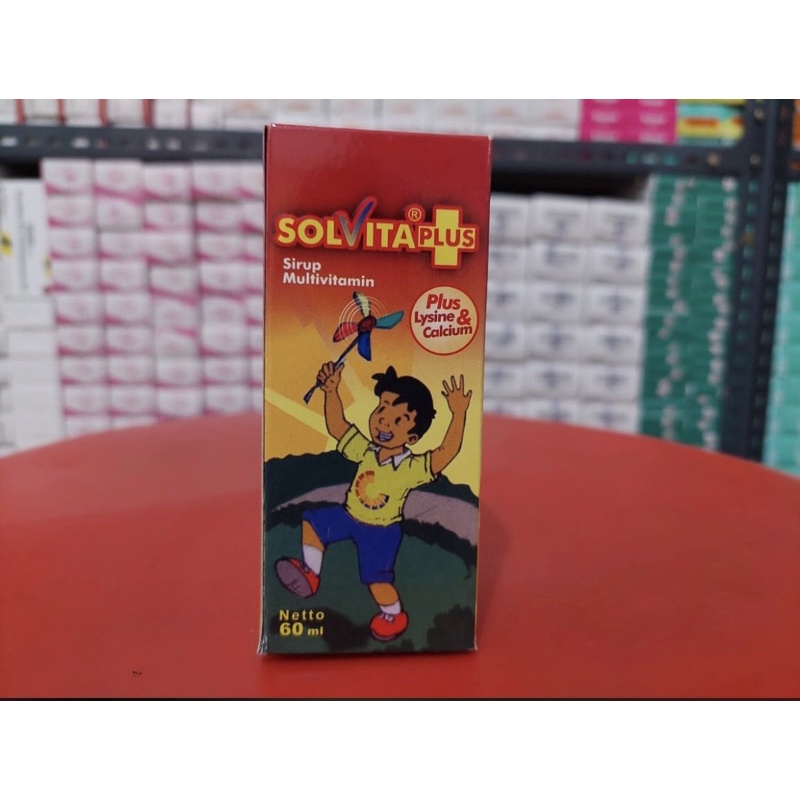 SOLVITA® PLUS
Sirup
Multivitamin
Plus
Lysine &
Calcium
Netto
60 ml